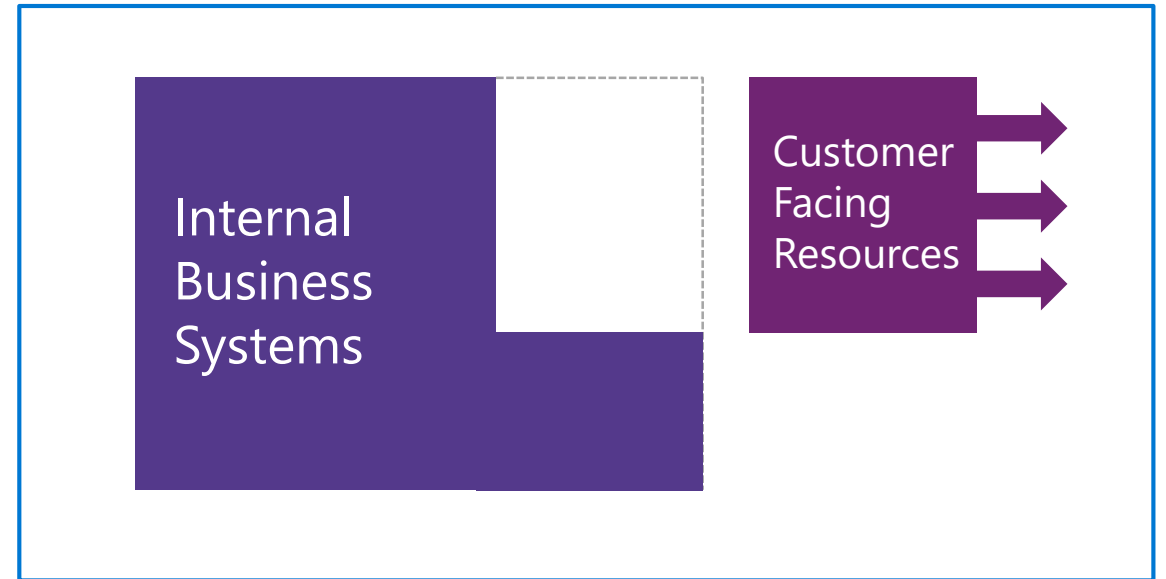 Internal
Business
Systems
Customer
Facing
Resources